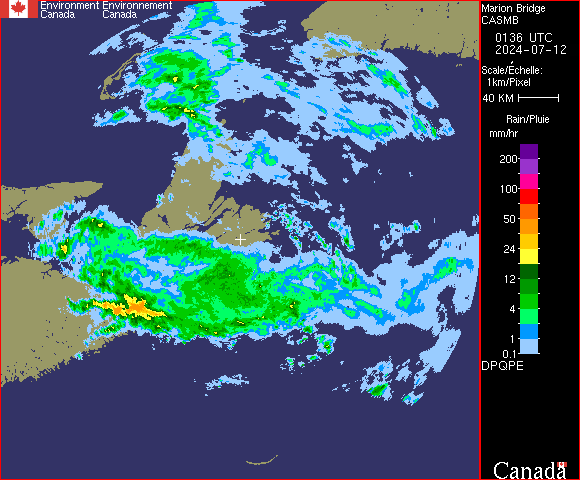 Environment Environnement
Canada Canada
Marion Bridge
CASMB
0136 UTC
2024-07-12
Scale/Échelle:
1km/Pixel
40 KM
Rain/Pluie
mm/hr
200
100
50
24
12
4
1
0.1
DPQPE
Canada